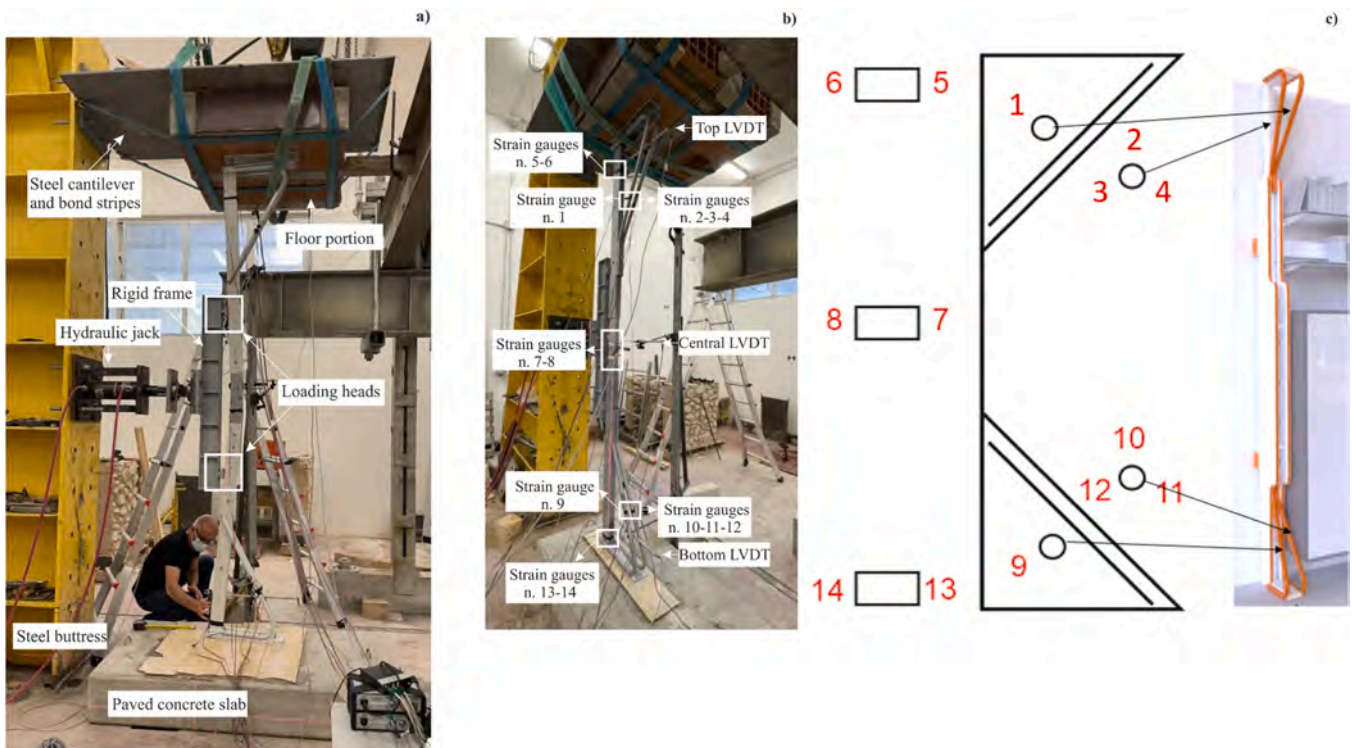 a)
Steel cantilever
and bond stripes
Floor portion
Rigid frame
Hydraulic jack
Loading heads
Steel buttress
Paved concrete slab
b)
Top LVDT
Strain gauges
n. 5-6
Strain gauge
n. 1
Strain gauges
n. 2-3-4
Strain gauges
n. 7-8
Central LVDT
Strain gauge
n. 9
Strain gauges
n. 10-11-12
Bottom LVDT
Strain gauges
n. 13-14
c)
6 5
1
2
3 4
8 7
10
12 11
9
14 13